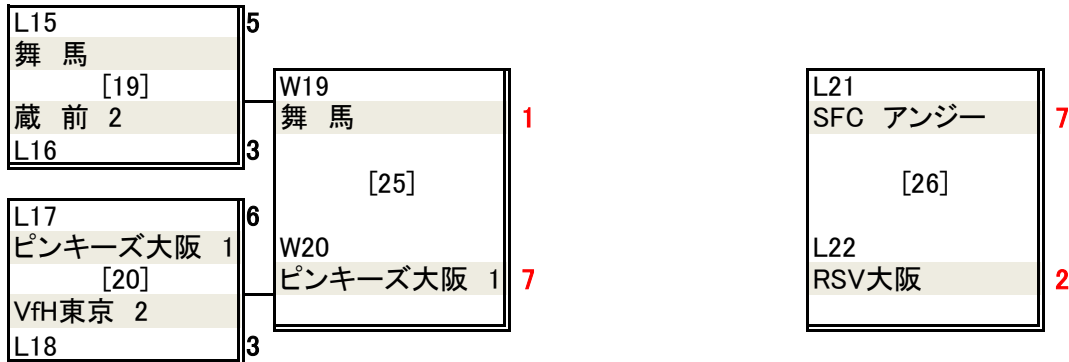 L15 5
舞 馬
[19]
蔵 前 2
L16 3
L17 6
ピンキーズ大阪 1
[20]
VfH東京 2
L18 3
W19
舞 馬 1
[25]
W20
ピンキーズ大阪 1 7
L21
SFC アンジー 7
[26]
L22
RSV大阪 2